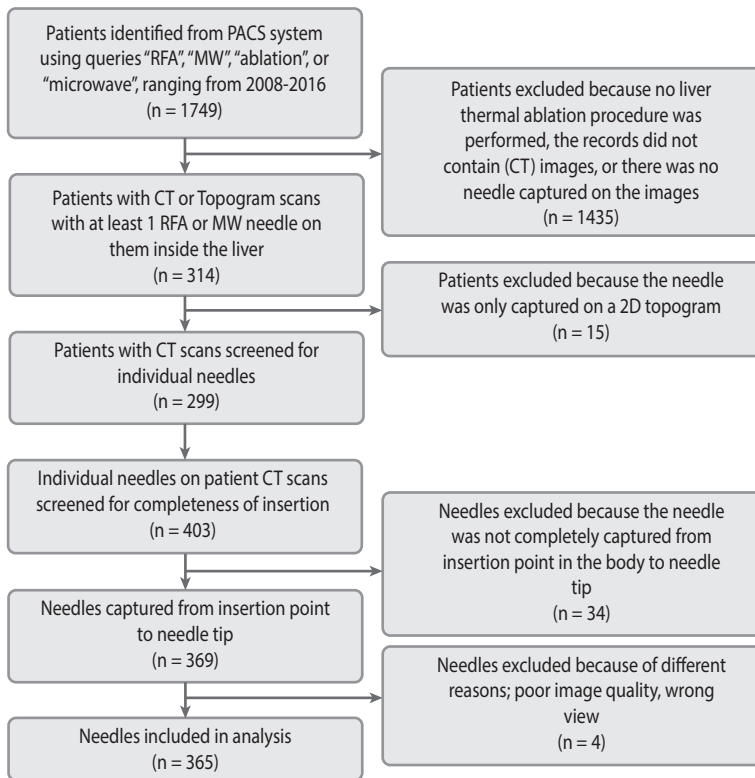 Patients identified from PACS system
using queries “RFA”, “MW”, “ablation”, or
“microwave”, ranging from 2008-2016
(n = 1749)
Patients excluded because no liver
thermal ablation procedure was
performed, the records did not
contain (CT) images, or there was no
needle captured on the images
(n = 1435)
Patients with CT or Topogram scans
with at least 1 RFA or MW needle on
them inside the liver
(n = 314)
Patients excluded because the needle
was only captured on a 2D topogram
(n = 15)
Patients with CT scans screened for
individual needles
(n = 299)
Individual needles on patient CT scans
screened for completeness of insertion
(n = 403)
Needles excluded because the needle
was not completely captured from
insertion point in the body to needle
tip
(n = 34)
Needles captured from insertion point
to needle tip
(n = 369)
Needles excluded because of different
reasons; poor image quality, wrong
view
(n = 4)
Needles included in analysis
(n = 365)